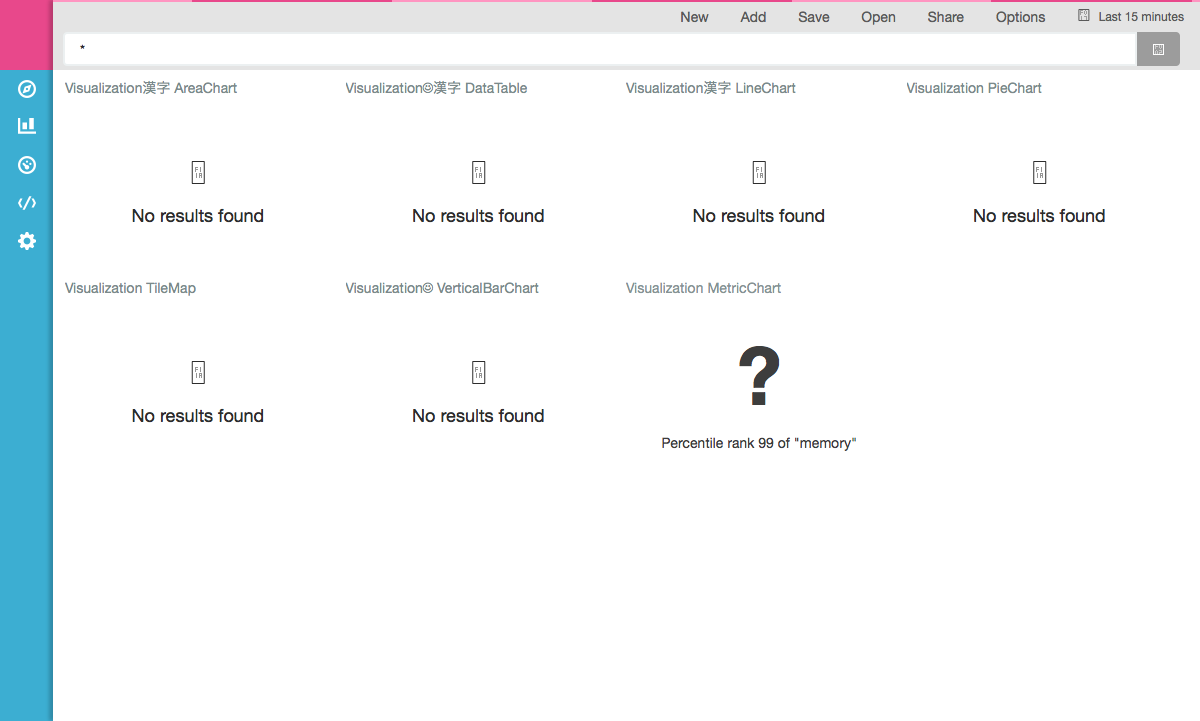 New Add Save Open Share Options Last 15 minutes
*
Visualization漢字 AreaChart Visualization☺漢字 DataTable Visualization漢字 LineChart Visualization PieChart
No results found No results found No results found No results found
Visualization TileMap Visualization☺ VerticalBarChart Visualization MetricChart
No results found No results found ?
Percentile rank 99 of "memory"